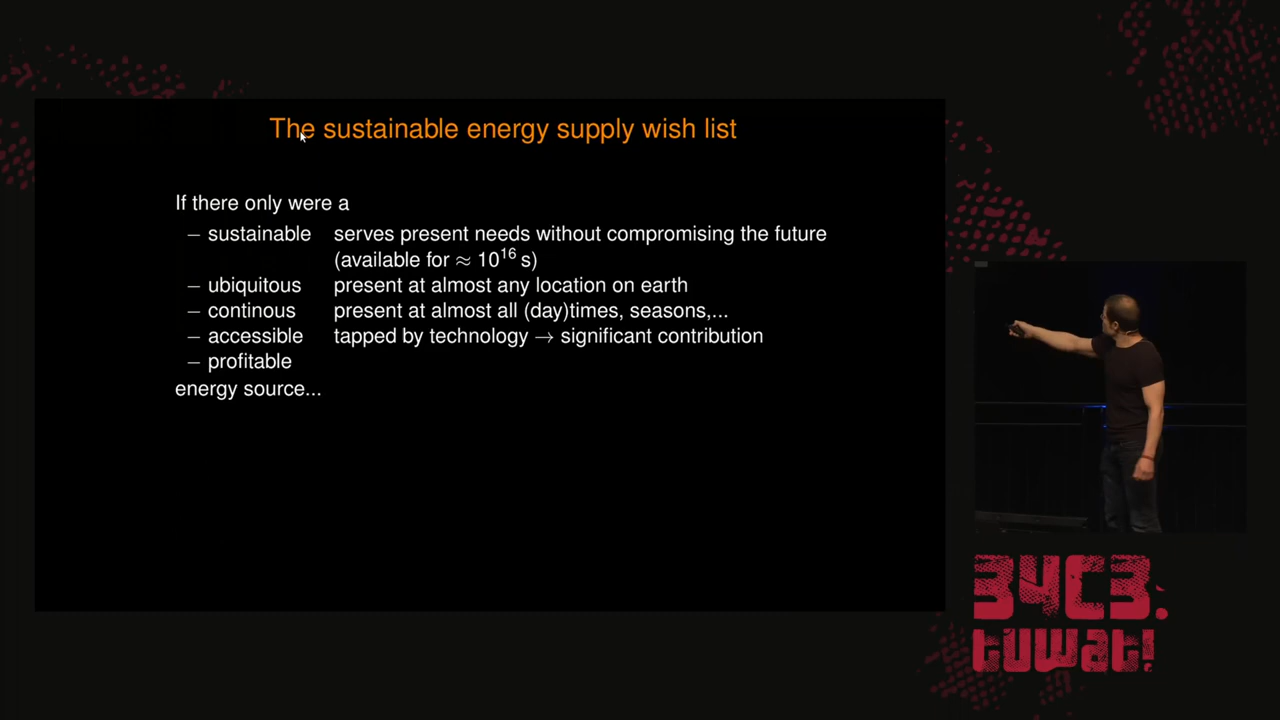 The sustainable energy supply wish list
If there only were a
– sustainable serves present needs without compromising the future
(available for ≈ 10¹⁶ s)
– ubiquitous present at almost any location on earth
– continous present at almost all (day)times, seasons,...
– accessible tapped by technology → significant contribution
– profitable
energy source...
34C3.
tuwat!